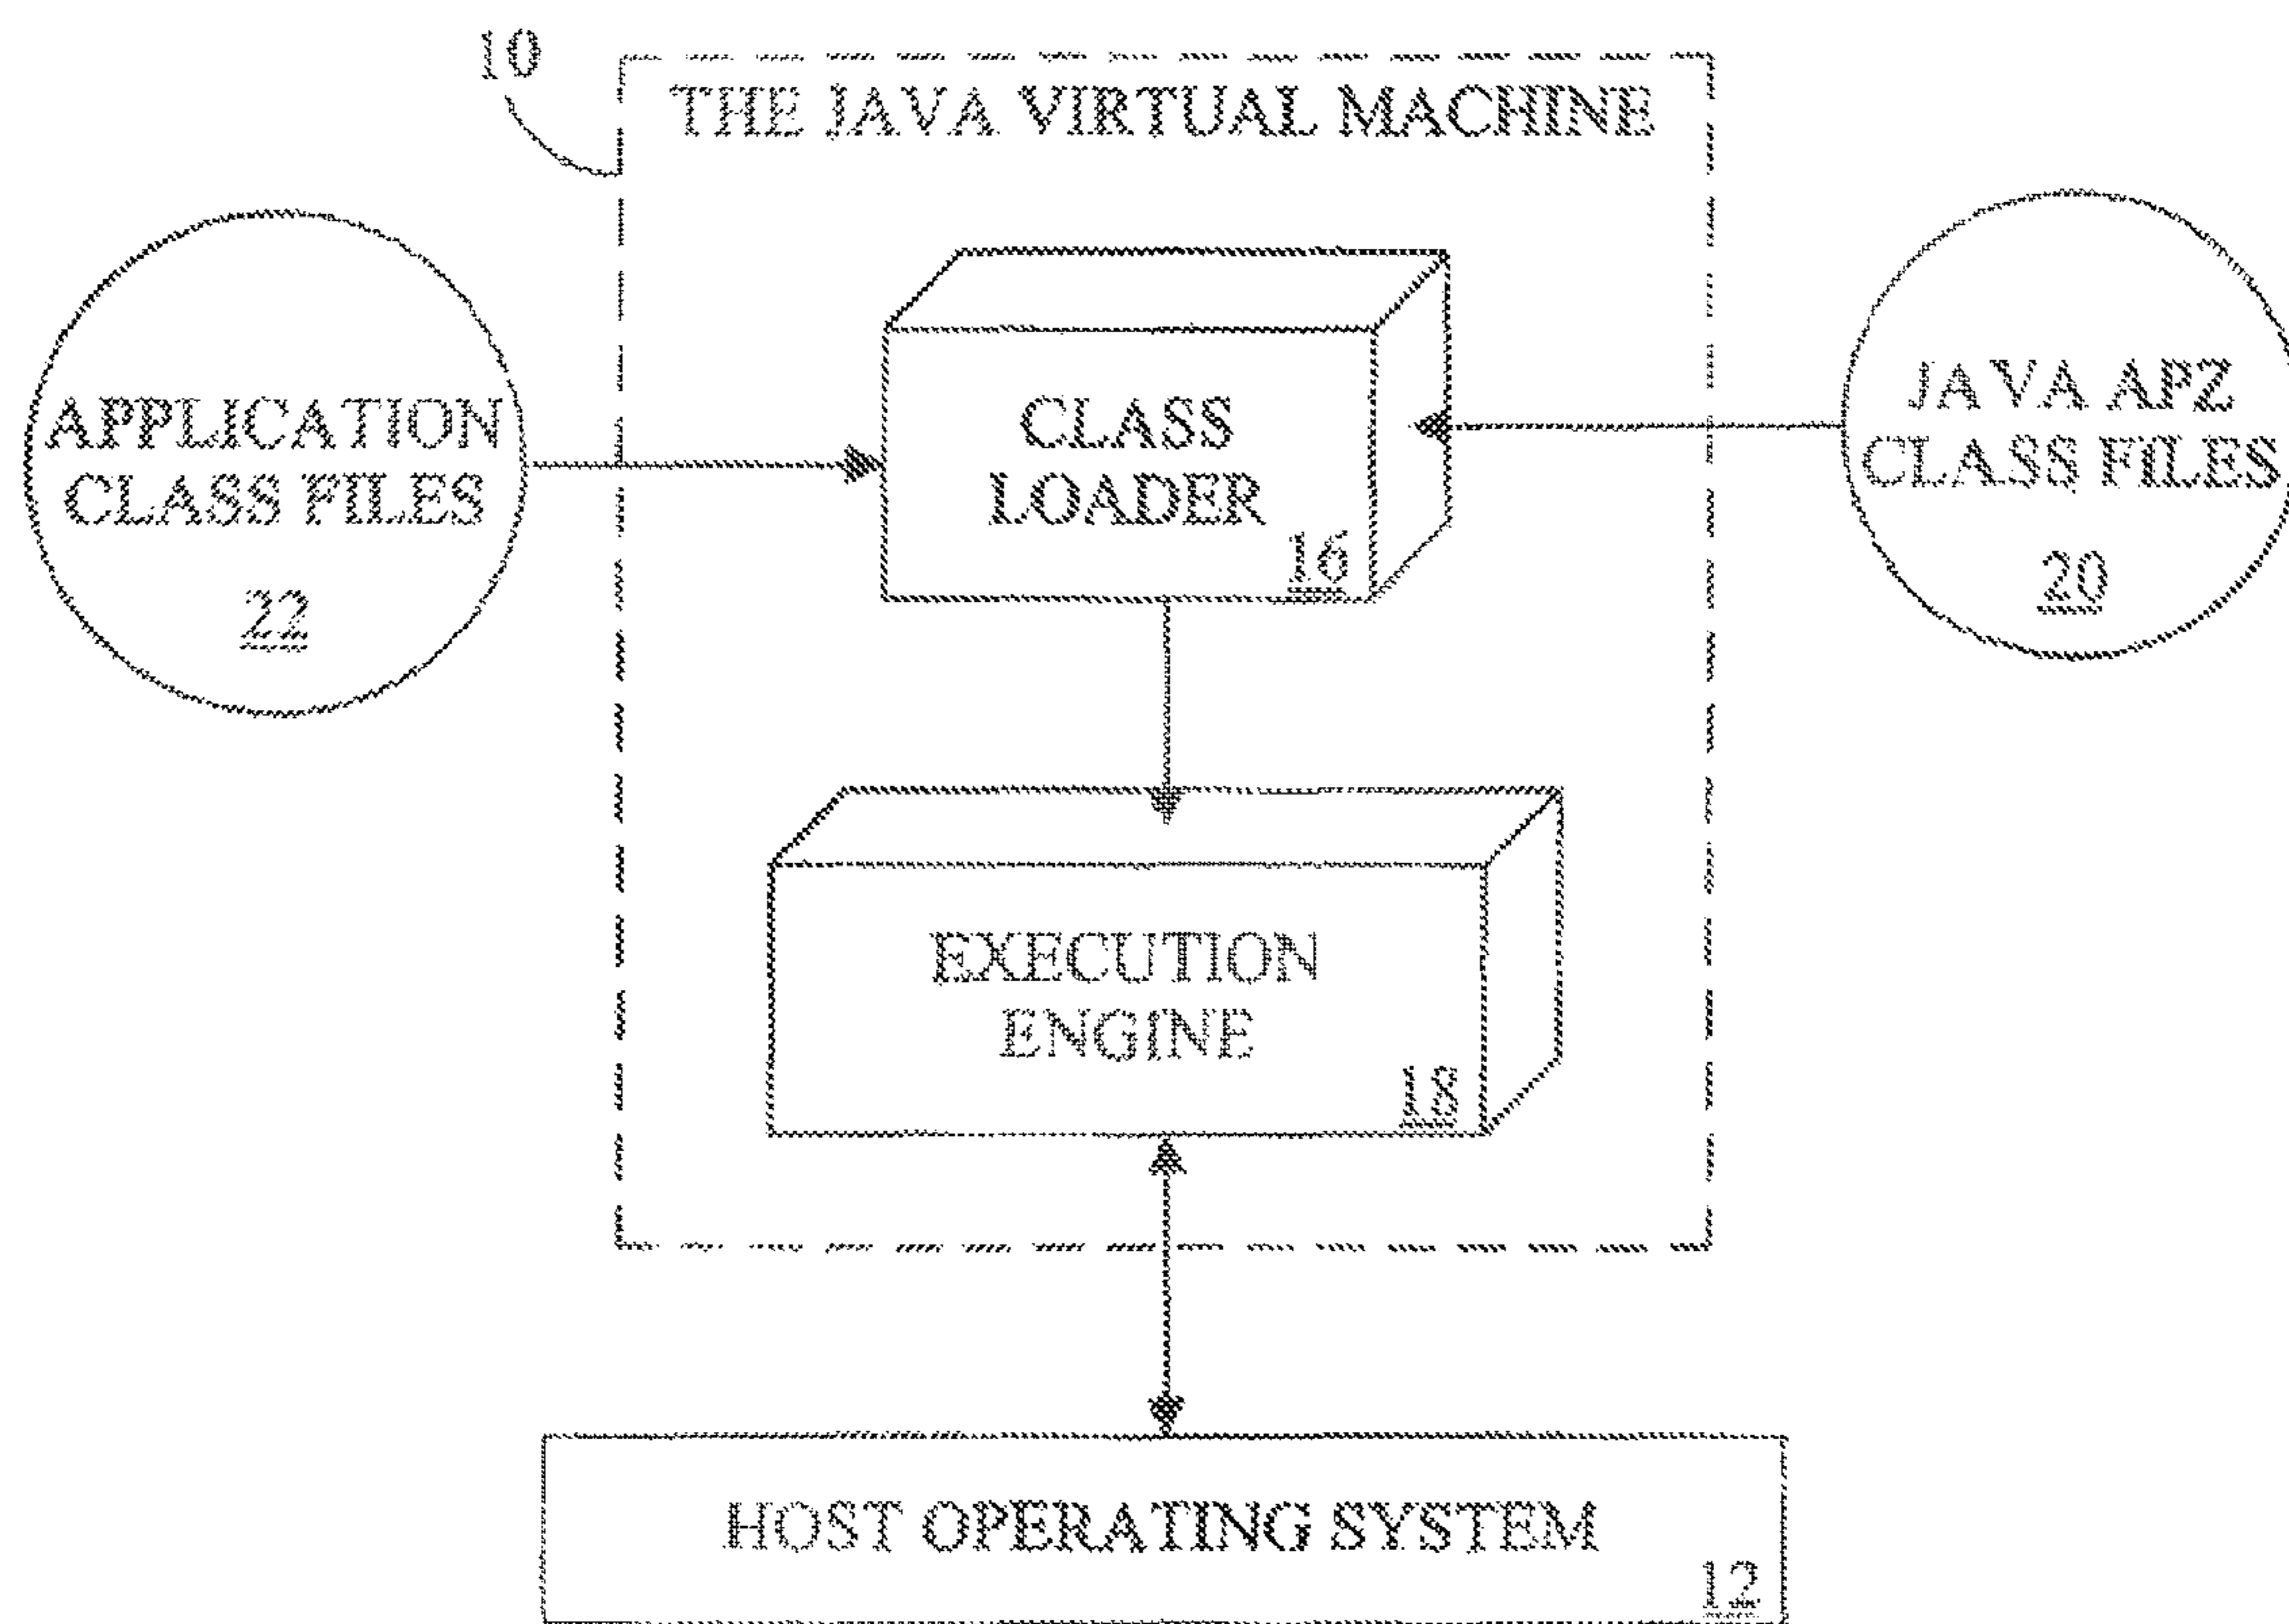 10
THE JAVA VIRTUAL MACHINE
APPLICATION
CLASS FILES
22
CLASS
LOADER
16
JAVA APZ
CLASS FILES
20
EXECUTION
ENGINE
18
HOST OPERATING SYSTEM
12